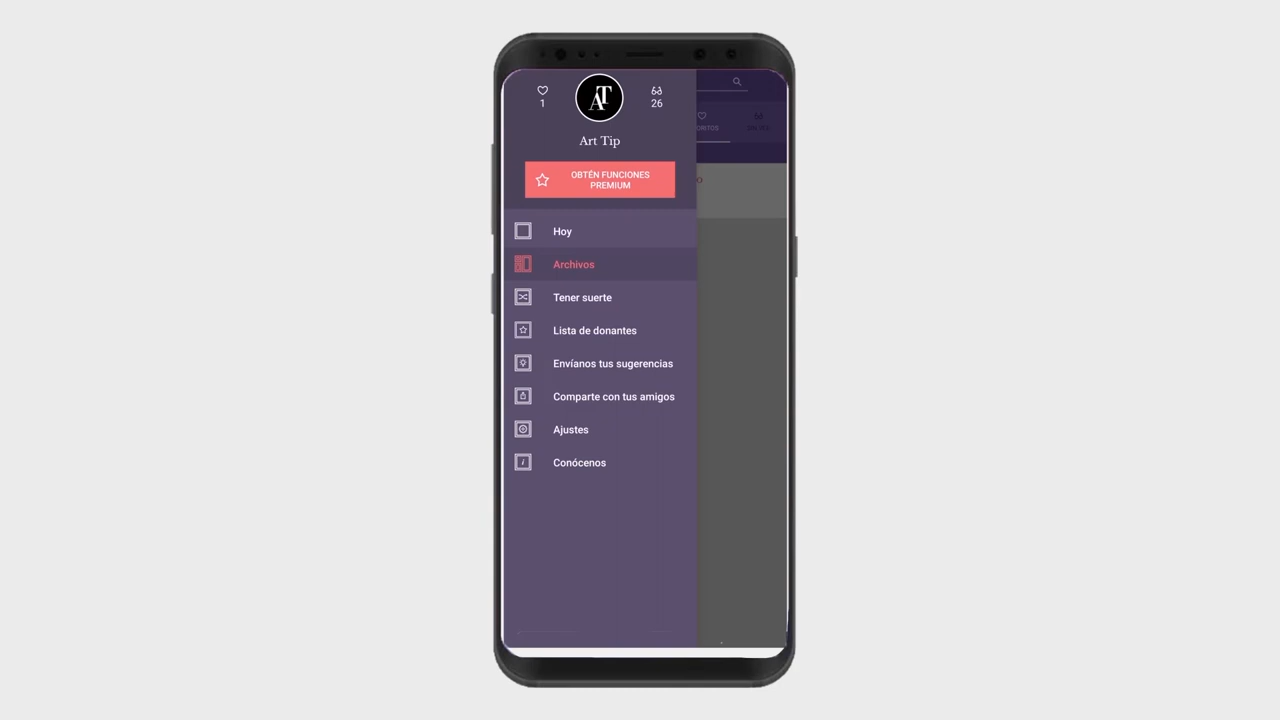 1
AT
26
Art Tip
OBTÉN FUNCIONES
PREMIUM
Hoy
Archivos
Tener suerte
Lista de donantes
Envíanos tus sugerencias
Comparte con tus amigos
Ajustes
Conócenos
ORITOS
O